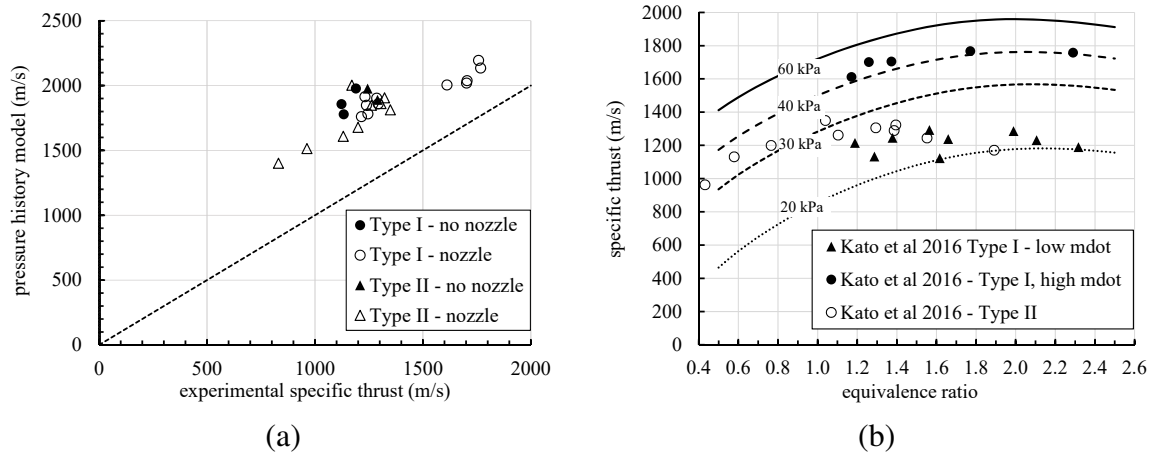 2500
2000
1500
1000
500
0
pressure history model (m/s)
Type I - no nozzle
Type I - nozzle
Type II - no nozzle
Type II - nozzle
0 500 1000 1500 2000
experimental specific thrust (m/s)
(a)
2000
1800
1600
1400
1200
1000
800
600
400
200
0
specific thrust (m/s)
60 kPa
40 kPa
30 kPa
20 kPa
Kato et al 2016 Type I - low mdot
Kato et al 2016 - Type I, high mdot
Kato et al 2016 - Type II
0.4 0.6 0.8 1.0 1.2 1.4 1.6 1.8 2.0 2.2 2.4 2.6
equivalence ratio
(b)